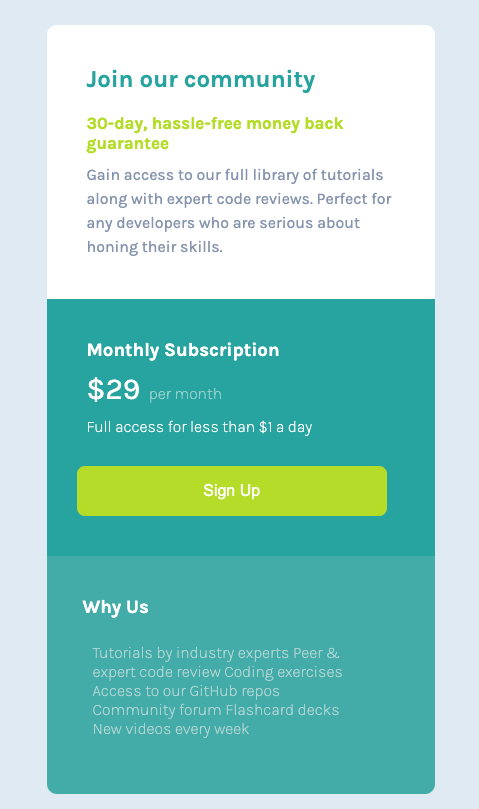 Join our community
30-day, hassle-free money back
guarantee
Gain access to our full library of tutorials
along with expert code reviews. Perfect for
any developers who are serious about
honing their skills.
Monthly Subscription
$29 per month
Full access for less than $1 a day
Sign Up
Why Us
Tutorials by industry experts Peer &
expert code review Coding exercises
Access to our GitHub repos
Community forum Flashcard decks
New videos every week